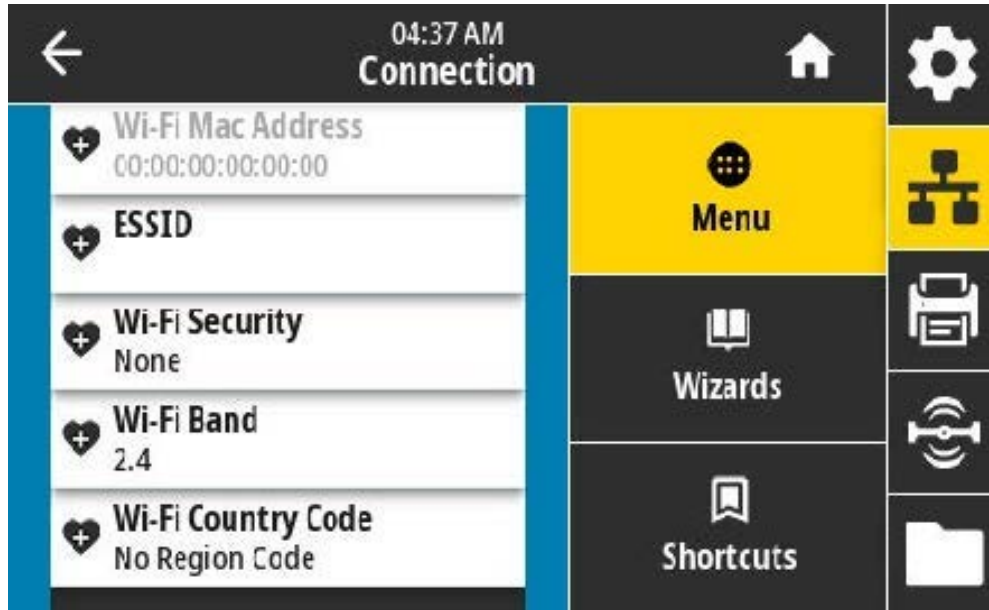 04:37 AM
Connection
Wi-Fi Mac Address
00:00:00:00:00:00
ESSID
Wi-Fi Security
None
Wi-Fi Band
2.4
Wi-Fi Country Code
No Region Code
Menu
Wizards
Shortcuts